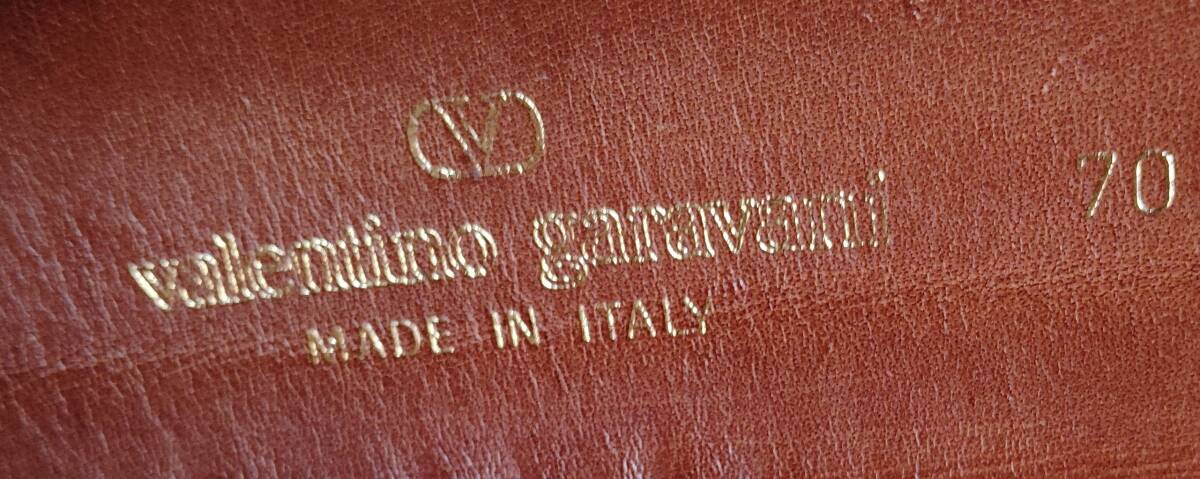 V
valentino garavani
MADE IN ITALY
70